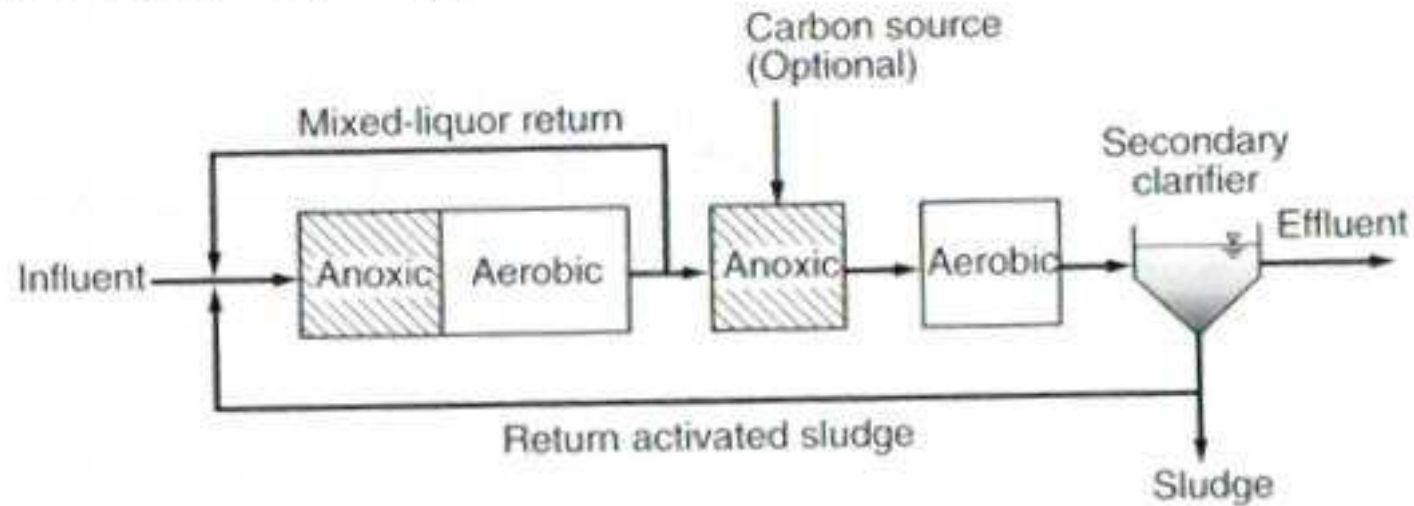 Carbon source
(Optional)
Mixed-liquor return
Secondary
clarifier
Influent
Anoxic
Aerobic
Anoxic
Aerobic
Effluent
Return activated sludge
Sludge